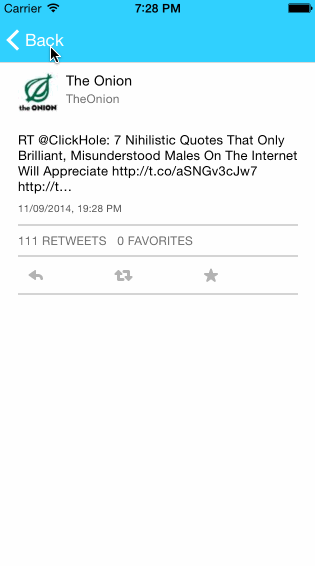 Carrier 7:28 PM
Back
The Onion
the ONION
TheOnion
RT @ClickHole: 7 Nihilistic Quotes That Only
Brilliant, Misunderstood Males On The Internet
Will Appreciate http://t.co/aSNGv3cJw7
http://t…
11/09/2014, 19:28 PM
111 RETWEETS 0 FAVORITES